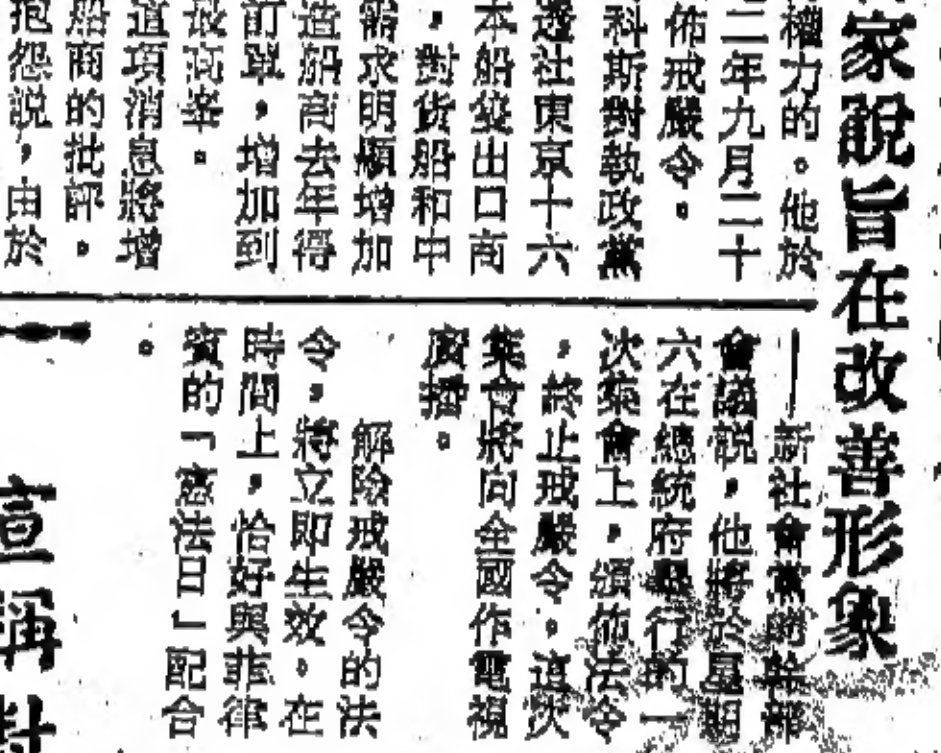 家說旨在改善形象
權力的。他於
二年九月二十
佈戒嚴令。
科斯對執政黨
——新社會黨的幹部
會議說，他將於星期
六在總統府舉行的一
次集會上，頒佈法令
，終止戒嚴令。這次
集會將向全國作電視
廣播。
解除戒嚴令的法
令，將立即生效。在
時間上，恰好與菲律
賓的「憲法日」配合
。
透社東京十六
本船隻出口商
，對貨船和中
需求明顯增加
造船商去年得
訂單，增加到
最高峯。
這項消息將增
船商的批評。
抱怨說，由於
宣稱對